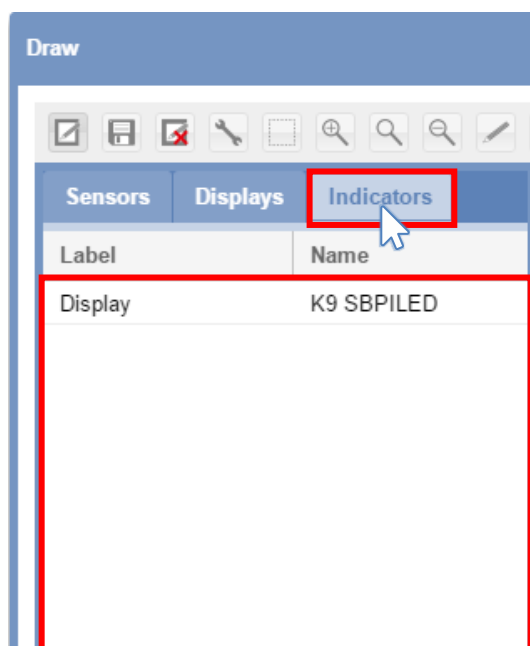 Draw
Sensors Displays Indicators
Label Name
Display K9 SBPILED